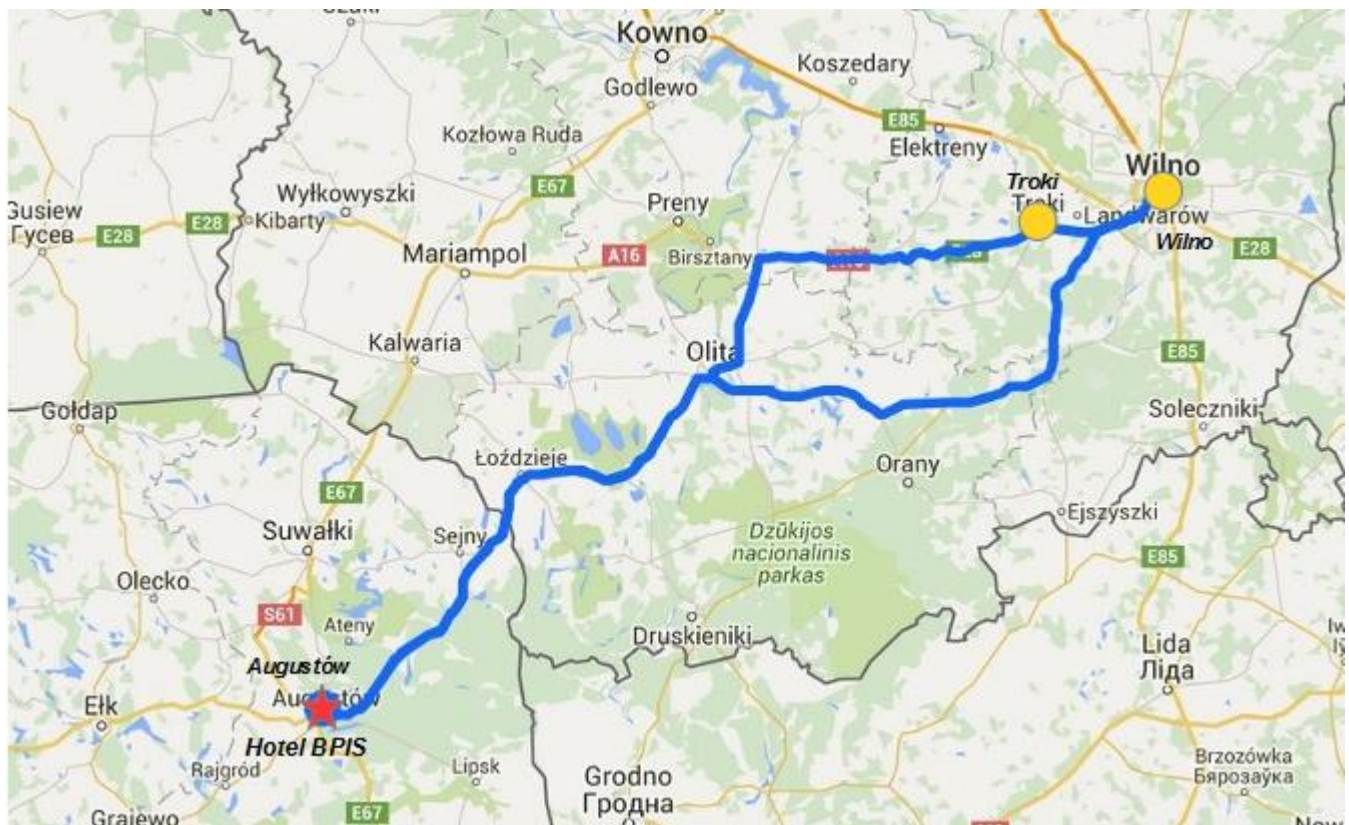 Szaki
Kowno
Koszedary
Godlewo
E85
Kozłowa Ruda
Elektreny
E67
Wilno
Wyłkowyszki
Troki
Troki
Gusiew
Гусев
E28
E28
Kibarty
Preny
Landwarów
Wilno
Mariampol
A16
Birsztany
E28
Kalwaria
Olita
E85
Gołdap
Soleczniki
Łoździeje
Orany
E67
Ejszyszki
Suwałki
Sejny
Dzūkijos
nacionalinis
parkas
E85
Olecko
S61
Ateny
Druskieniki
Lida
Ліда
Augustów
Augustów
Ełk
Hotel BPIS
Rajgród
Lipsk
Grodno
Гродна
Brzozówka
Бярозаўка
E67
Grajewo